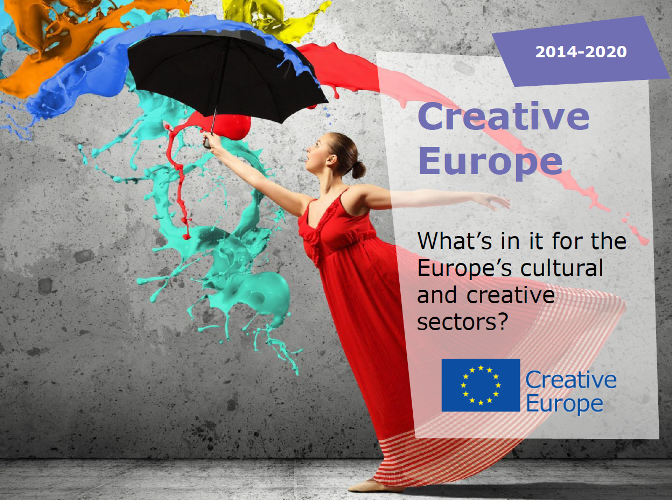 2014-2020
Creative
Europe
What's in it for the
Europe's cultural
and creative
sectors?
Creative
Europe